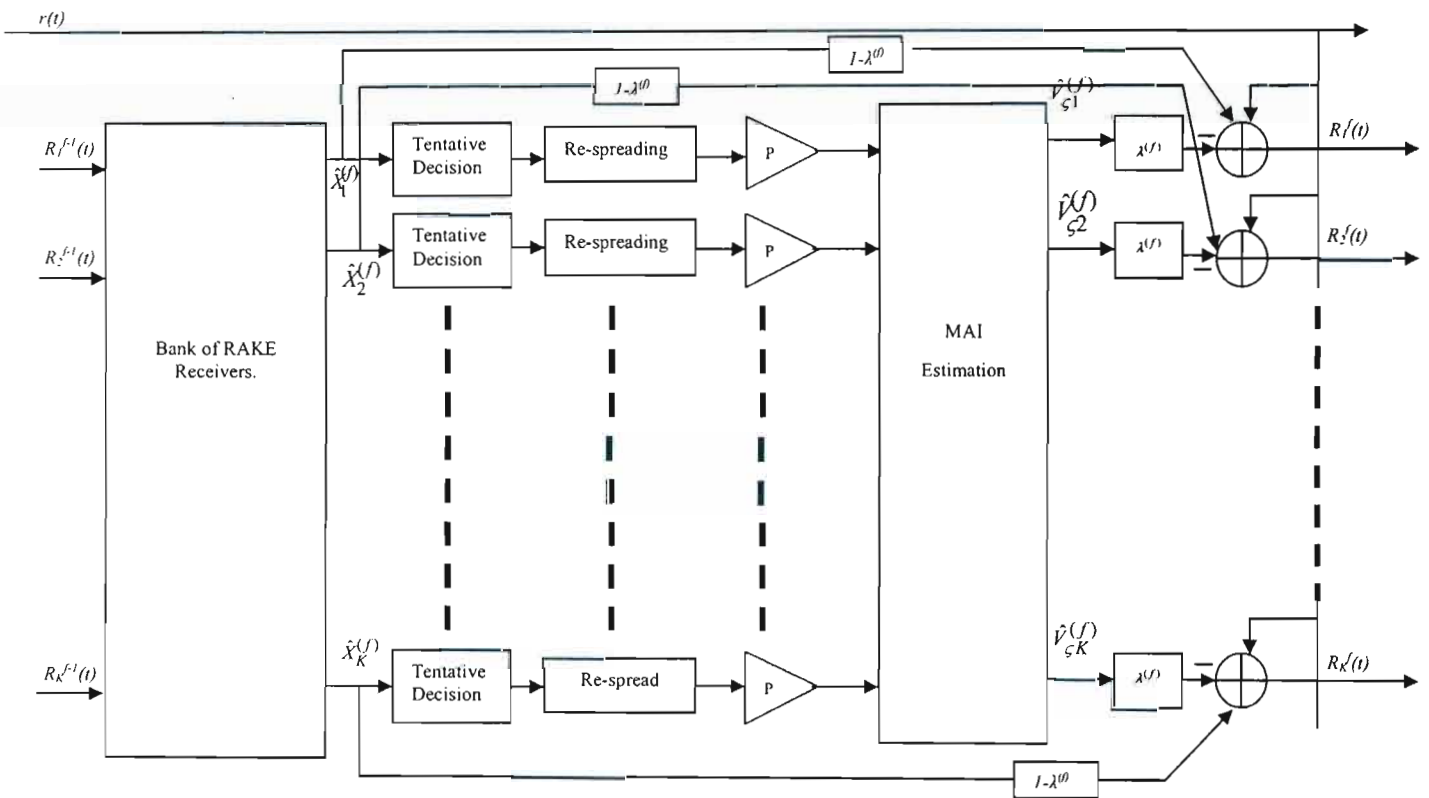 r(t)
1-λ(f)
1-λ(f)
V̂ς1(f)
R1f-1(t)
Tentative
Decision
Re-spreading
P
λ(f)
−
R1f(t)
X̂1(f)
V̂ς2(f)
R2f-1(t)
Tentative
Decision
Re-spreading
P
λ(f)
−
R2f(t)
X̂2(f)
Bank of RAKE
Receivers.
MAI
Estimation
X̂K(f)
V̂ςK(f)
RKf-1(t)
Tentative
Decision
Re-spread
P
λ(f)
−
RKf(t)
1-λ(f)